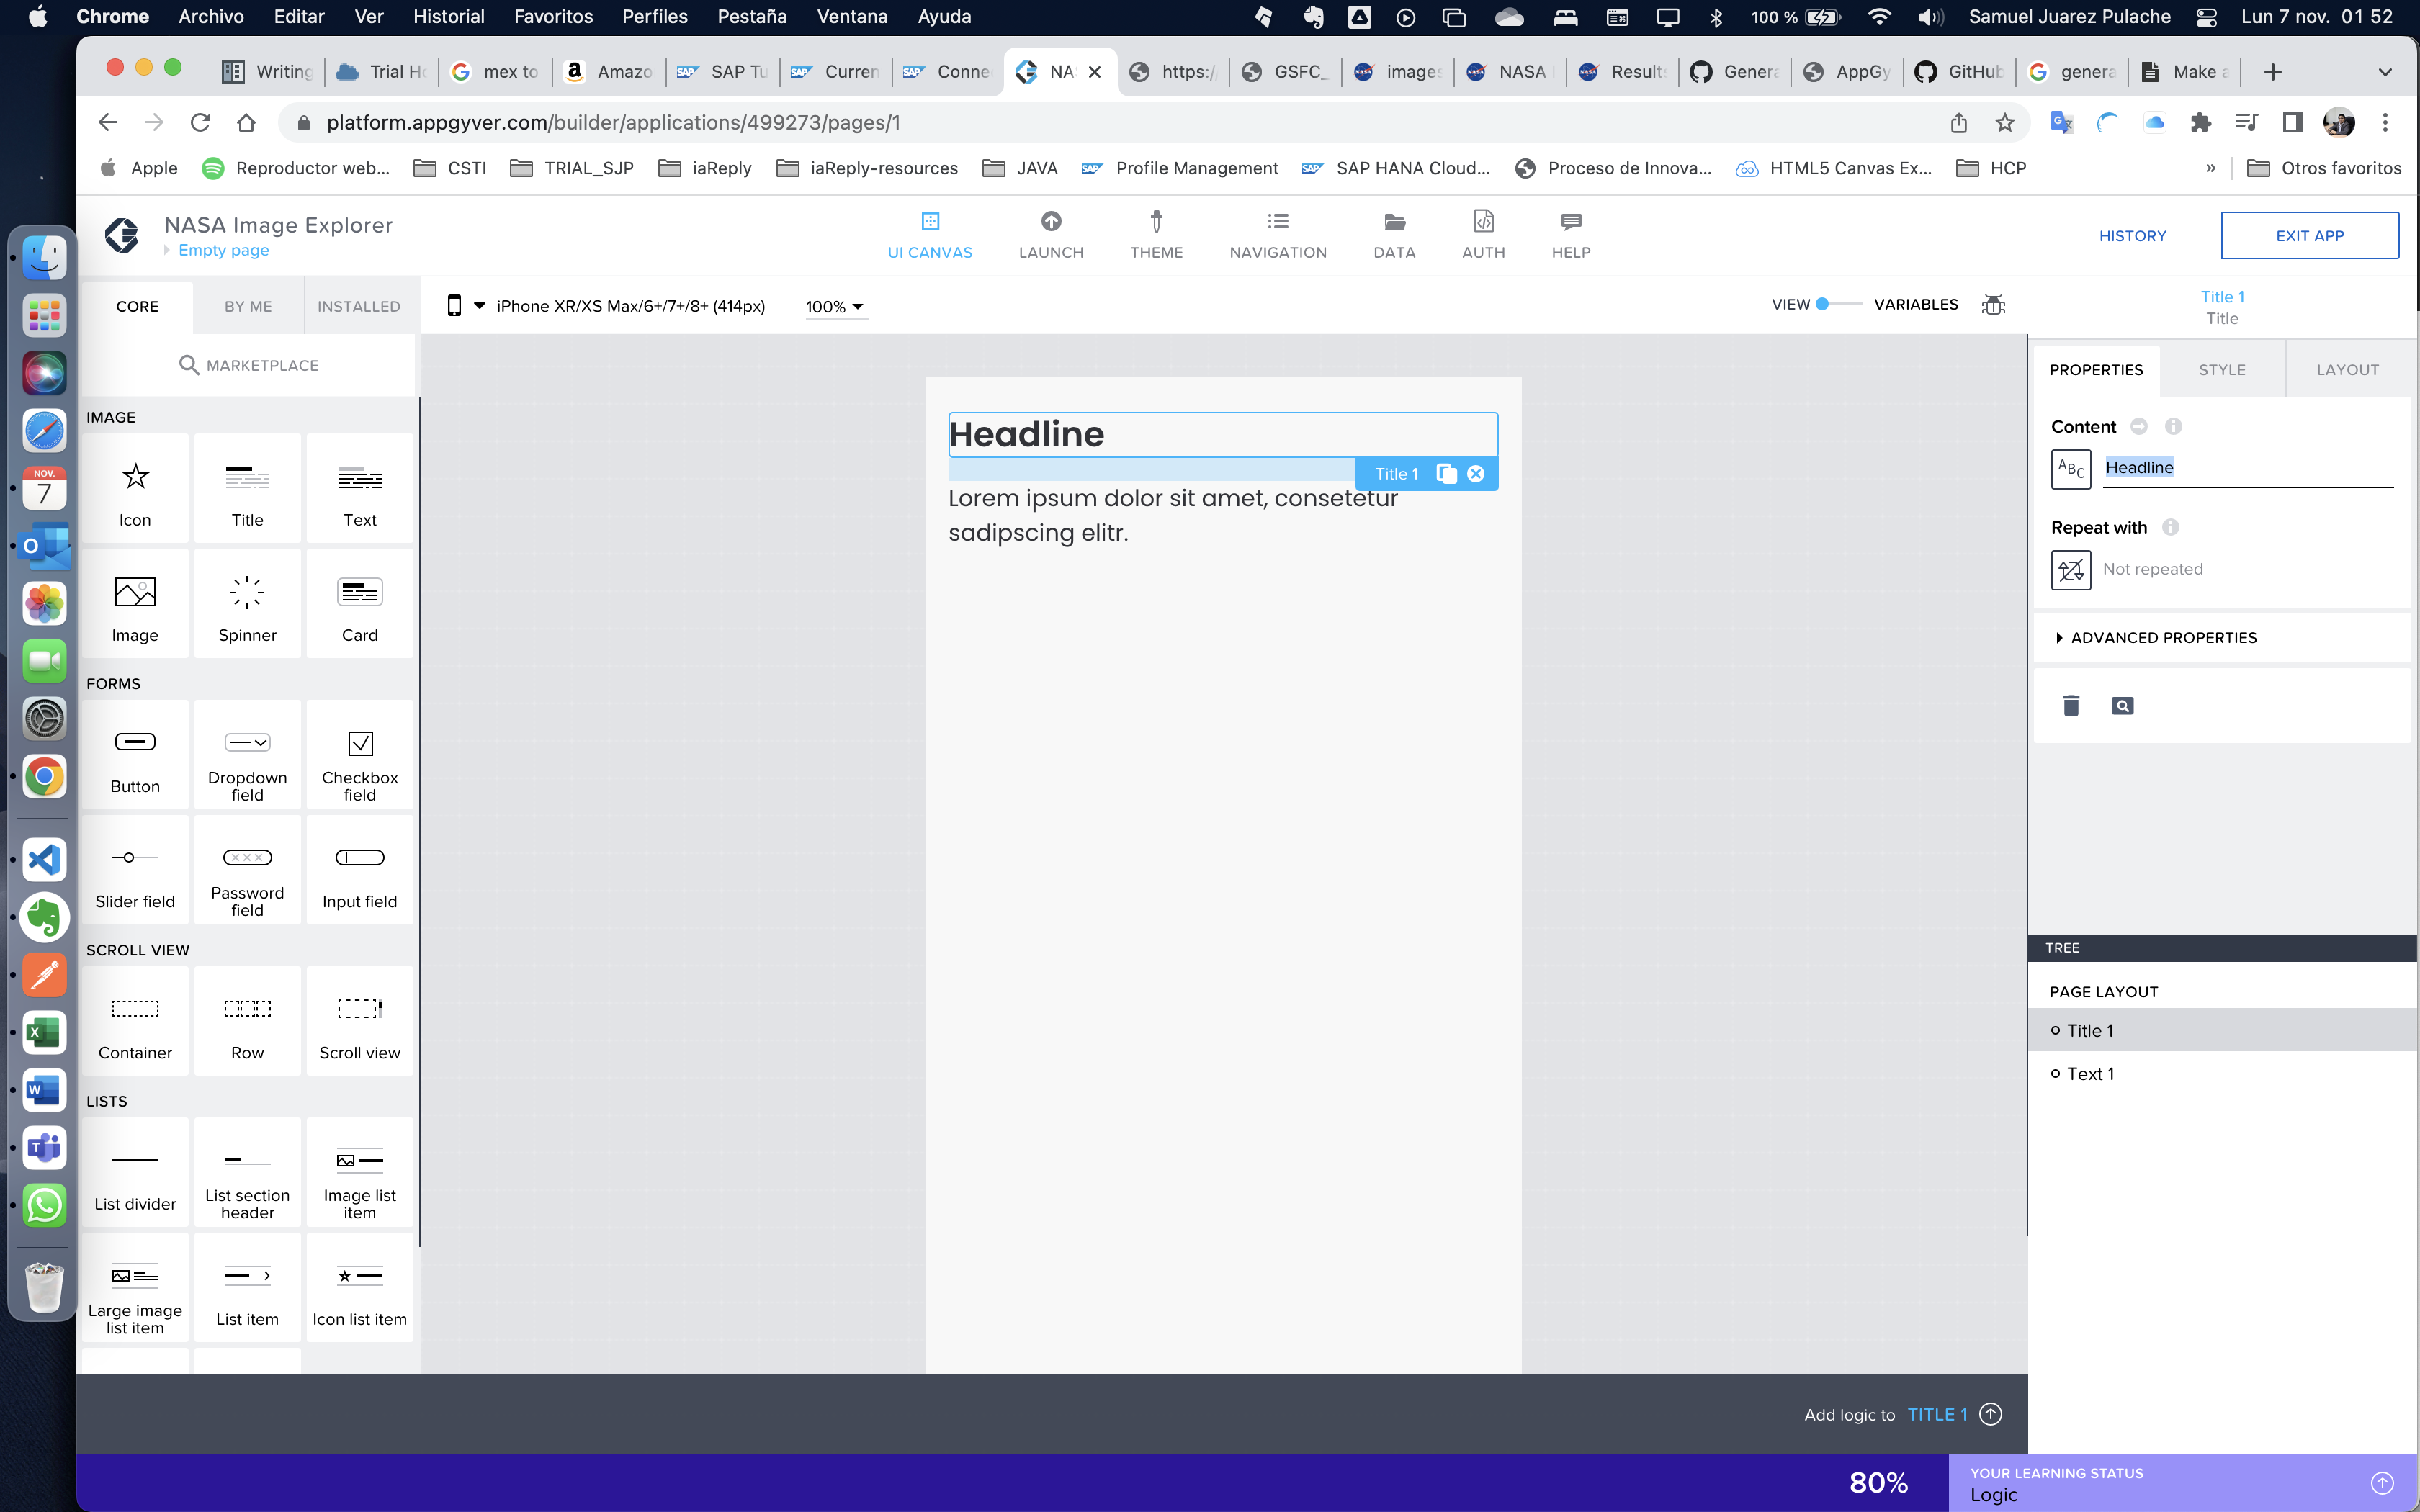 Chrome Archivo Editar Ver Historial Favoritos Perfiles Pestaña Ventana Ayuda 100 % Samuel Juarez Pulache Lun 7 nov. 01 52
Writing Trial mex to Amazo SAP Tu Curren Conne NA https:/ GSFC_ images NASA Results Genera AppGy GitHub genera Make a
platform.appgyver.com/builder/applications/499273/pages/1
Apple Reproductor web... CSTI TRIAL_SJP iaReply iaReply-resources JAVA Profile Management SAP HANA Cloud... Proceso de Innova... HTML5 Canvas Ex... HCP » Otros favoritos
NASA Image Explorer
Empty page
UI CANVAS LAUNCH THEME NAVIGATION DATA AUTH HELP
HISTORY EXIT APP
CORE BY ME INSTALLED
iPhone XR/XS Max/6+/7+/8+ (414px) 100%
VIEW VARIABLES
Title 1
Title
MARKETPLACE
PROPERTIES STYLE LAYOUT
IMAGE
Icon Title Text
Image Spinner Card
FORMS
Button Dropdown field Checkbox field
Slider field Password field Input field
SCROLL VIEW
Container Row Scroll view
LISTS
List divider List section header Image list item
Large image list item List item Icon list item
Headline
Title 1
Lorem ipsum dolor sit amet, consetetur
sadipscing elitr.
Content
ABC Headline
Repeat with
Not repeated
ADVANCED PROPERTIES
TREE
PAGE LAYOUT
Title 1
Text 1
Add logic to TITLE 1
80%
YOUR LEARNING STATUS
Logic
NOV.
7